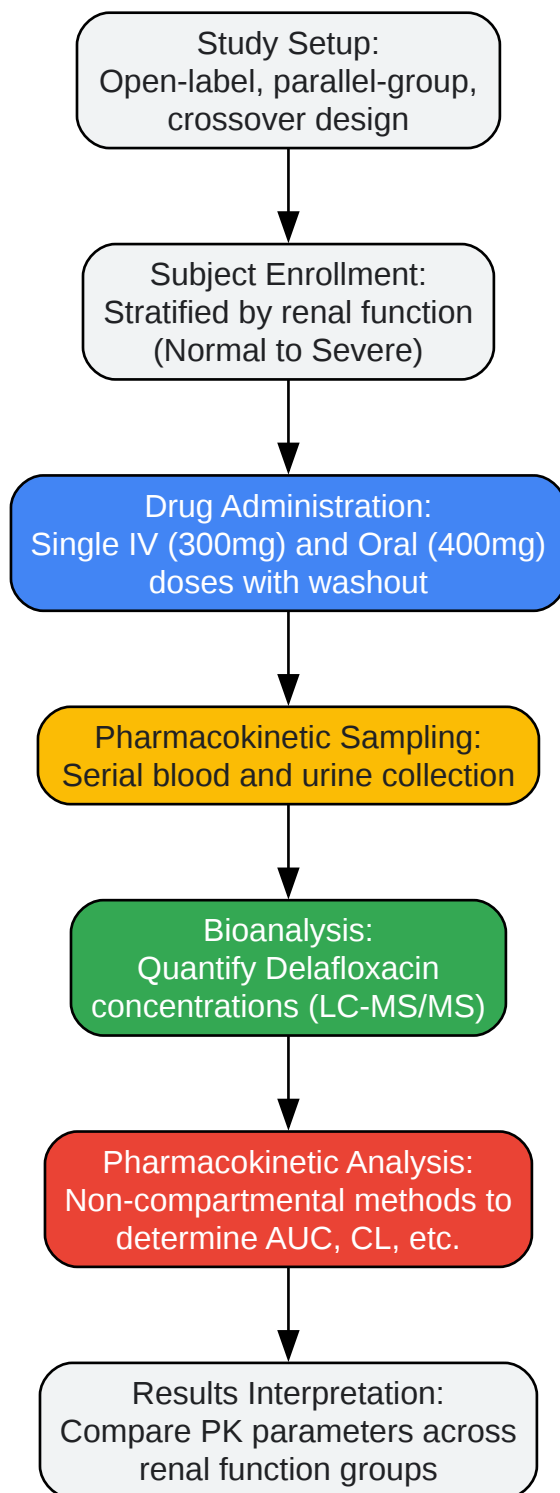 Study Setup:
Open-label, parallel-group,
crossover design
Subject Enrollment:
Stratified by renal function
(Normal to Severe)
Drug Administration:
Single IV (300mg) and Oral (400mg)
doses with washout
Pharmacokinetic Sampling:
Serial blood and urine collection
Bioanalysis:
Quantify Delafloxacin
concentrations (LC-MS/MS)
Pharmacokinetic Analysis:
Non-compartmental methods to
determine AUC, CL, etc.
Results Interpretation:
Compare PK parameters across
renal function groups